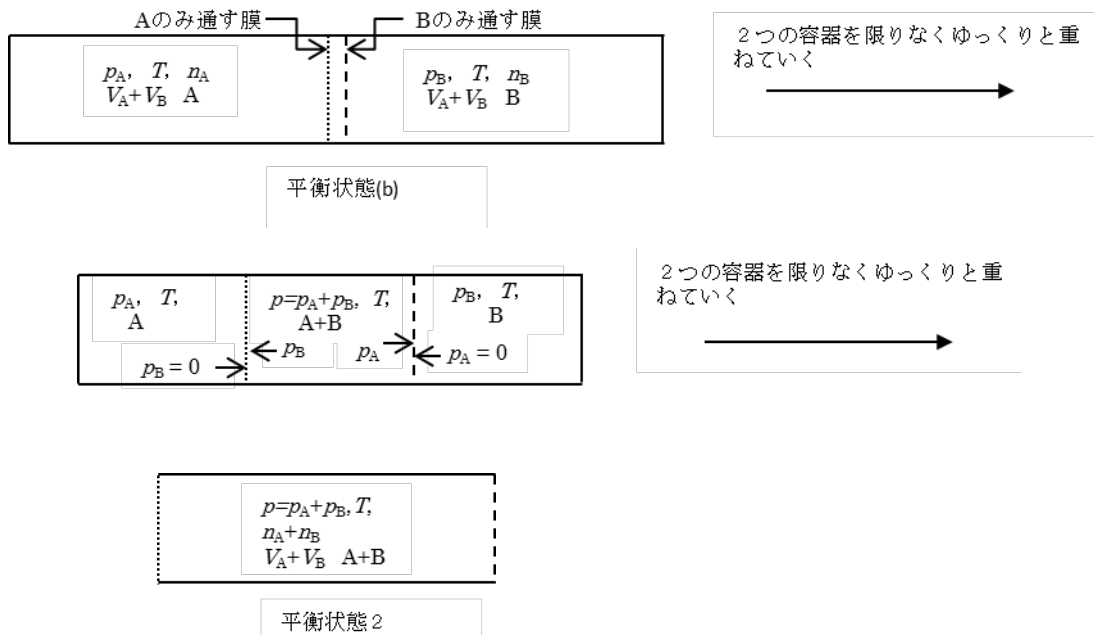 Aのみ通す膜
Bのみ通す膜
pA, T, nA
VA+VB A
pB, T, nB
VA+VB B
２つの容器を限りなくゆっくりと重
ねていく
平衡状態(b)
pA, T,
A
pB = 0
p=pA+pB, T,
A+B
pB
pA
pB, T,
B
pA = 0
２つの容器を限りなくゆっくりと重
ねていく
p=pA+pB, T,
nA+nB
VA+VB A+B
平衡状態２